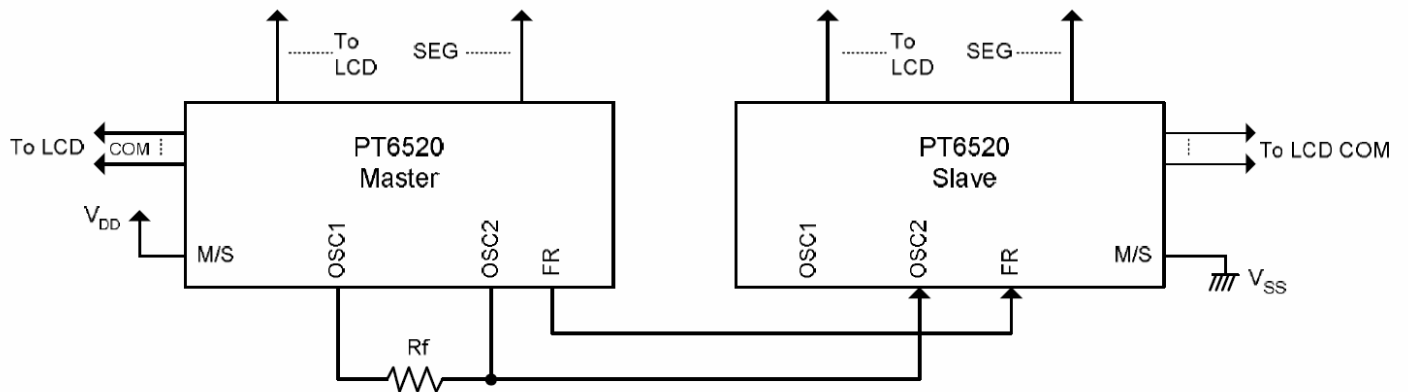 To LCD
SEG
To LCD
SEG
To LCD
COM
PT6520
Master
PT6520
Slave
To LCD COM
VDD
M/S
OSC1
OSC2
FR
OSC1
OSC2
FR
M/S
VSS
Rf